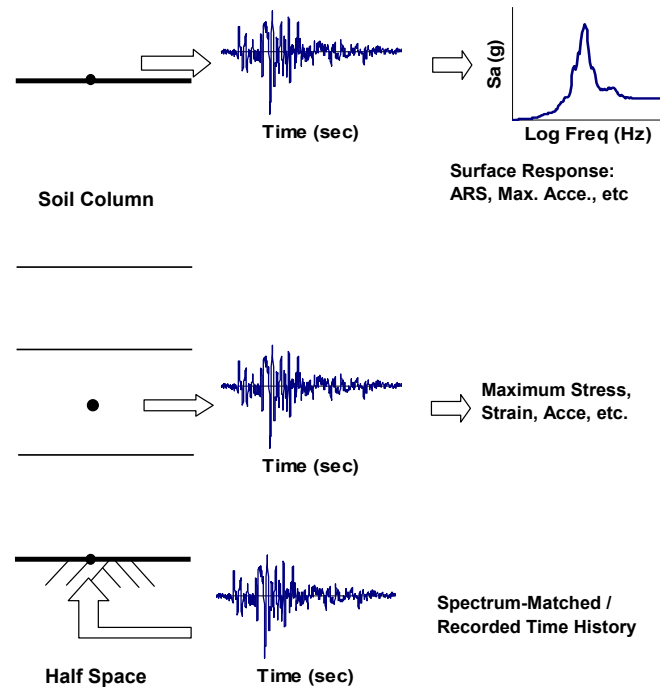 Sa (g)
Time (sec)
Log Freq (Hz)
Surface Response:
ARS, Max. Acce., etc
Soil Column
Maximum Stress,
Strain, Acce, etc.
Time (sec)
Spectrum-Matched /
Recorded Time History
Half Space
Time (sec)